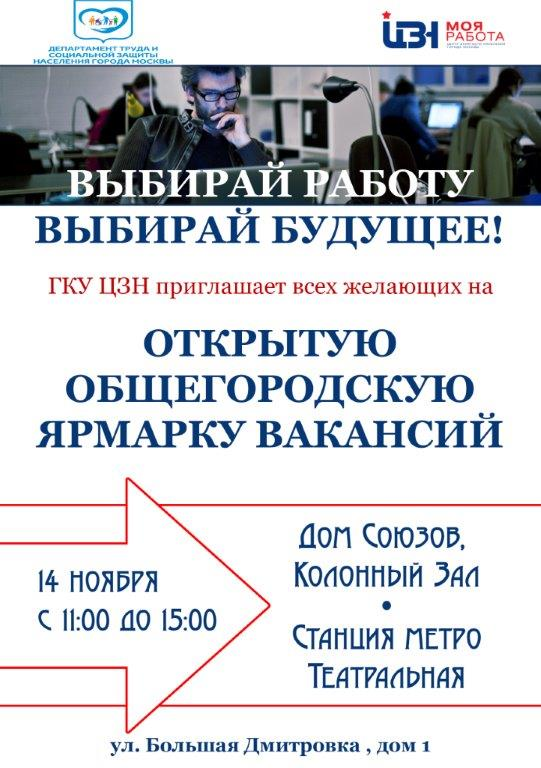 ДЕПАРТАМЕНТ ТРУДА И
СОЦИАЛЬНОЙ ЗАЩИТЫ
НАСЕЛЕНИЯ ГОРОДА МОСКВЫ
ЦЗН МОЯ
РАБОТА
ВЫБИРАЙ РАБОТУ
ВЫБИРАЙ БУДУЩЕЕ!
ГКУ ЦЗН приглашает всех желающих на
ОТКРЫТУЮ
ОБЩЕГОРОДСКУЮ
ЯРМАРКУ ВАКАНСИЙ
14 НОЯБРЯ
С 11:00 ДО 15:00
ДОМ СОЮЗОВ,
КОЛОННЫЙ ЗАЛ
•
СТАНЦИЯ МЕТРО
ТЕАТРАЛЬНАЯ
ул. Большая Дмитровка , дом 1